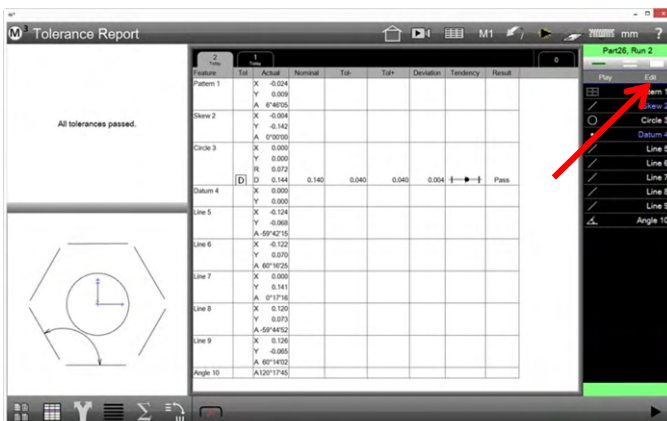 M³ Tolerance Report
M1
mm
?
Part26, Run 2
Play Edit
All tolerances passed.
2
Today
1
Today
0
Feature Tol Actual Nominal Tol- Tol+ Deviation Tendency Result
Pattern 1 X -0.024
Y 0.009
A 6°46'05
Skew 2 X -0.004
Y -0.142
A 0°00'00
Circle 3 X 0.000
Y 0.000
R 0.072
D D 0.144 0.140 0.040 0.040 0.004 Pass
Datum 4 X 0.000
Y 0.000
Line 5 X -0.124
Y -0.068
A -59°42'15
Line 6 X -0.122
Y 0.070
A 60°16'25
Line 7 X 0.000
Y 0.141
A 0°17'16
Line 8 X 0.120
Y 0.073
A -59°44'52
Line 9 X 0.126
Y -0.065
A 60°14'02
Angle 10 A 120°17'45
Skew 2
Circle 3
Datum 4
Line 5
Line 6
Line 7
Line 8
Line 9
Angle 10